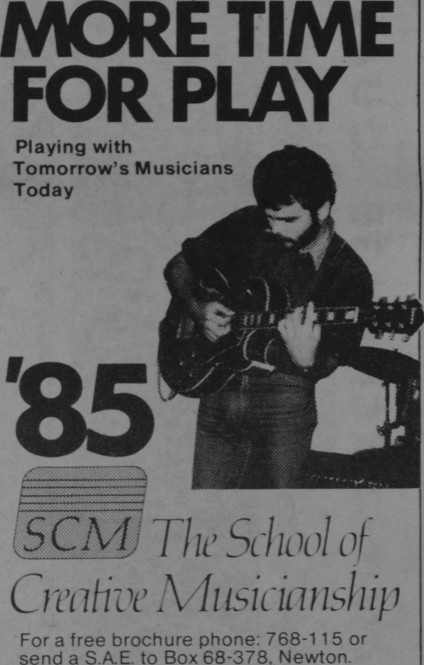 MORE TIME
FOR PLAY
Playing with
Tomorrow's Musicians
Today
'85
SCM The School of
Creative Musicianship
For a free brochure phone: 768-115 or
send a S.A.E. to Box 68-378, Newton.